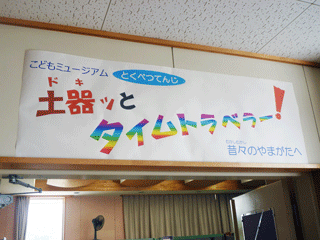 こどもミュージアム
とくべつてんじ
ドキ
土器ッと
タイムトラベラー!
昔々のやまがたへ